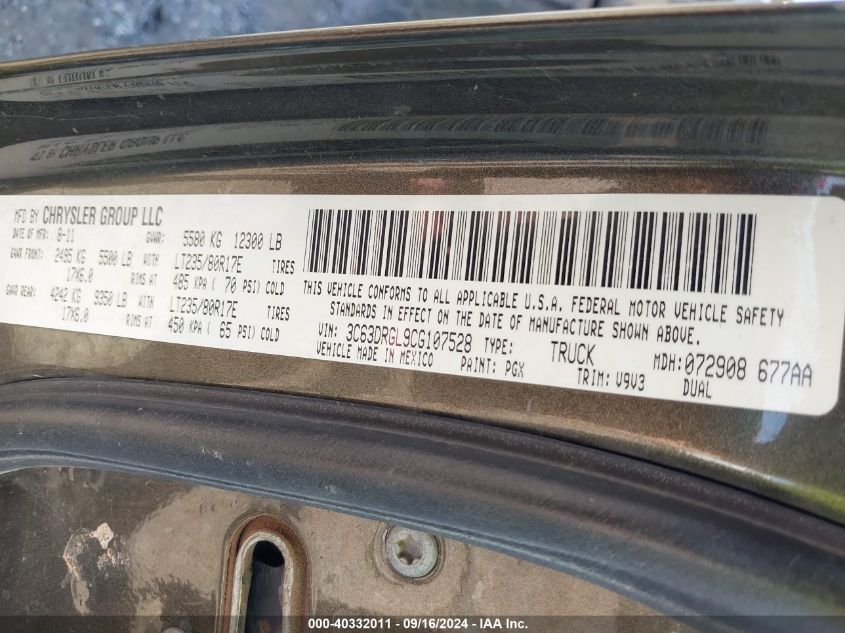 MFD BY CHRYSLER GROUP LLC
DATE OF MFR: 8-11 GVWR: 5580 KG 12300 LB
GAWR FRONT: 2495 KG 5500 LB WITH LT235/80R17E TIRES
17X6.0 RIMS AT 485 KPA ( 70 PSI) COLD
GAWR REAR: 4242 KG 9350 LB WITH LT235/80R17E TIRES
17X6.0 RIMS AT 450 KPA ( 65 PSI) COLD
THIS VEHICLE CONFORMS TO ALL APPLICABLE U.S.A. FEDERAL MOTOR VEHICLE SAFETY
STANDARDS IN EFFECT ON THE DATE OF MANUFACTURE SHOWN ABOVE.
VIN: 3C63DRGL9CG107528 TYPE: TRUCK MDH: 072908 677AA
VEHICLE MADE IN MEXICO PAINT: PGX TRIM: V9V3 DUAL
000-40332011 - 09/16/2024 - IAA Inc.